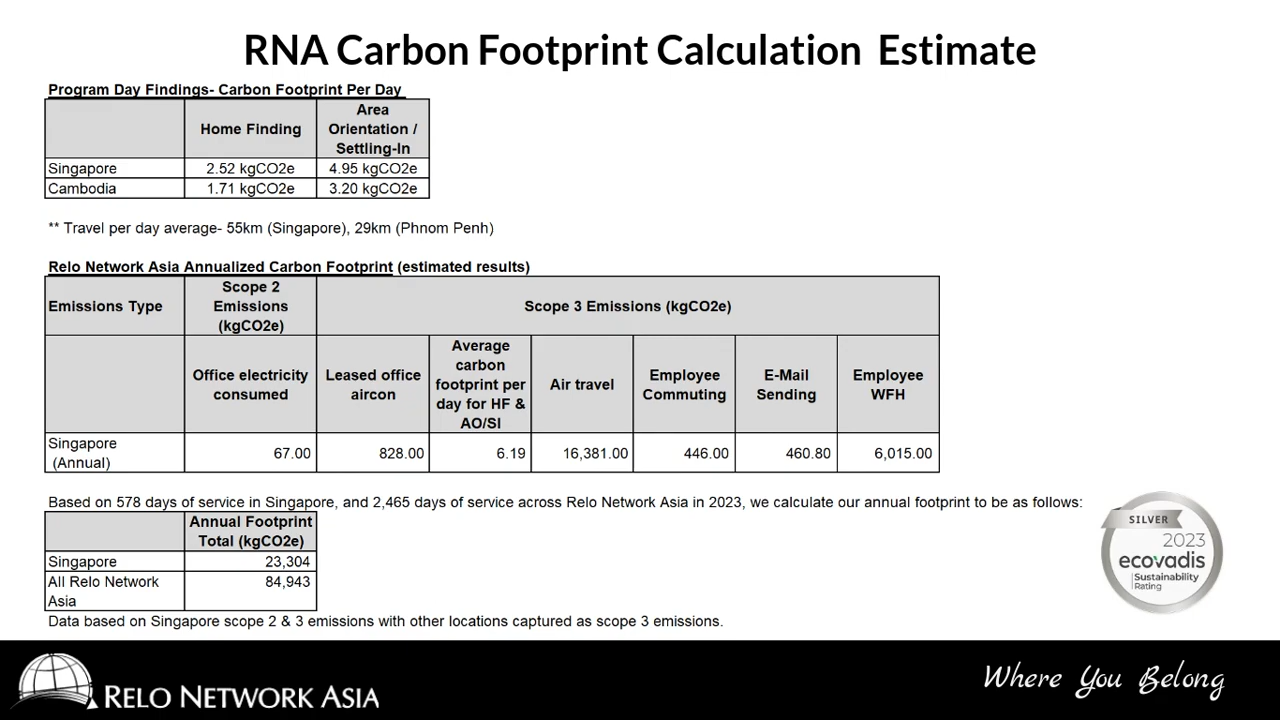 RNA Carbon Footprint Calculation Estimate
Program Day Findings- Carbon Footprint Per Day
Home Finding
Area
Orientation /
Settling-In
Singapore 2.52 kgCO2e 4.95 kgCO2e
Cambodia 1.71 kgCO2e 3.20 kgCO2e
** Travel per day average- 55km (Singapore), 29km (Phnom Penh)
Relo Network Asia Annualized Carbon Footprint (estimated results)
Emissions Type
Scope 2
Emissions
(kgCO2e)
Scope 3 Emissions (kgCO2e)
Office electricity
consumed
Leased office
aircon
Average
carbon
footprint per
day for HF &
AO/SI
Air travel
Employee
Commuting
E-Mail
Sending
Employee
WFH
Singapore
(Annual)
67.00 828.00 6.19 16,381.00 446.00 460.80 6,015.00
Based on 578 days of service in Singapore, and 2,465 days of service across Relo Network Asia in 2023, we calculate our annual footprint to be as follows:
Annual Footprint
Total (kgCO2e)
Singapore 23,304
All Relo Network
Asia
84,943
Data based on Singapore scope 2 & 3 emissions with other locations captured as scope 3 emissions.
SILVER
2023
ecovadis
Sustainability
Rating
RELO NETWORK ASIA
Where You Belong